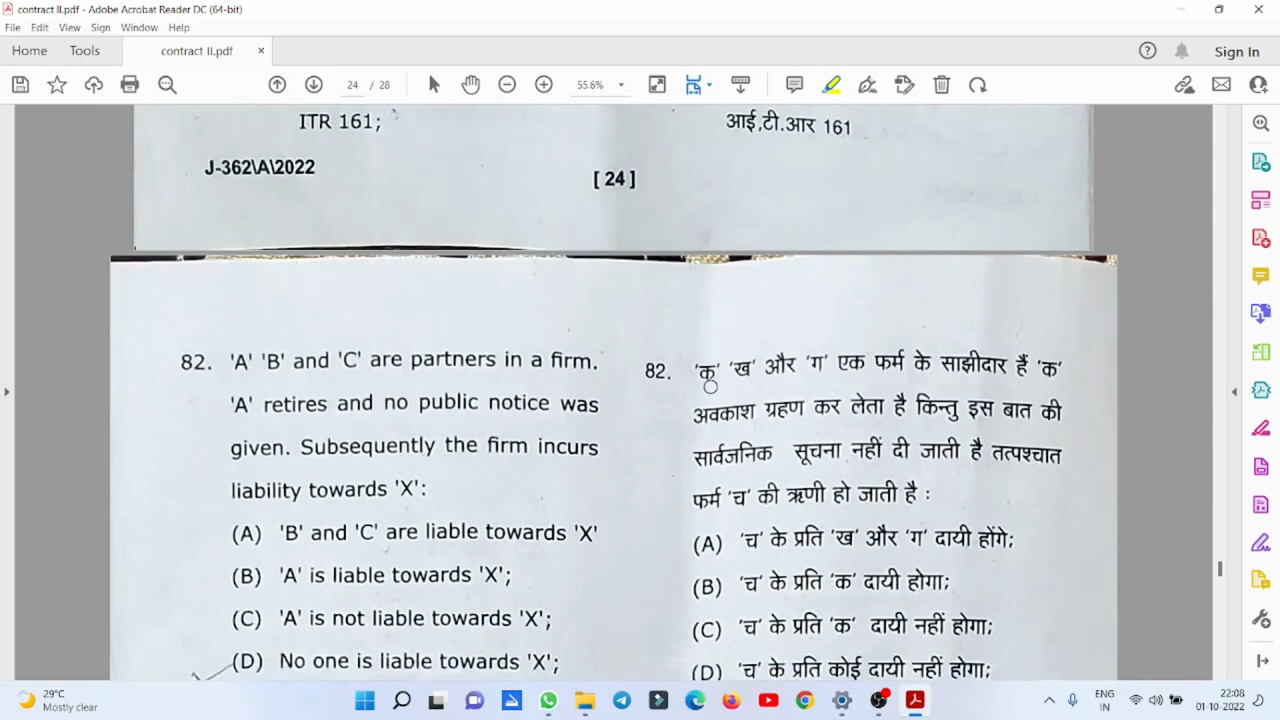 contract II.pdf - Adobe Acrobat Reader DC (64-bit)
File Edit View Sign Window Help
Home Tools contract II.pdf × Sign In
24 / 28 55.6%
ITR 161; आई,टी.आर 161
J-362\A\2022
[ 24 ]
82. 'A' 'B' and 'C' are partners in a firm.
'A' retires and no public notice was
given. Subsequently the firm incurs
liability towards 'X':
(A) 'B' and 'C' are liable towards 'X'
(B) 'A' is liable towards 'X';
(C) 'A' is not liable towards 'X';
(D) No one is liable towards 'X';
82. 'क' 'ख' और 'ग' एक फर्म के साझीदार हैं 'क'
अवकाश ग्रहण कर लेता है किन्तु इस बात की
सार्वजनिक सूचना नहीं दी जाती है तत्पश्चात
फर्म 'च' की ऋणी हो जाती है :
(A) 'च' के प्रति 'ख' और 'ग' दायी होंगे;
(B) 'च' के प्रति 'क' दायी होगा;
(C) 'च' के प्रति 'क' दायी नहीं होगा;
(D) 'च' के प्रति कोई दायी नहीं होगा;
29°C
Mostly clear
ENG
IN
22:08
01-10-2022